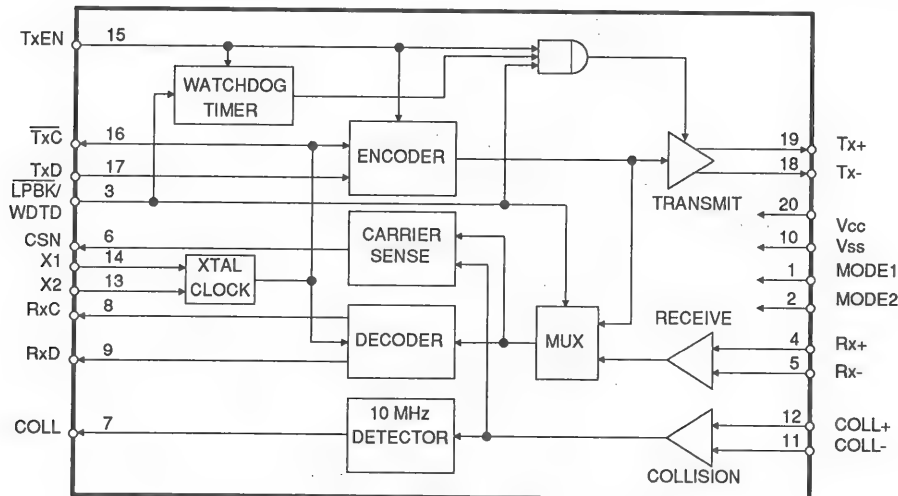 TxEN 15
WATCHDOG
TIMER
TxC 16
ENCODER
19 Tx+
TxD 17
18 Tx-
LPBK/
WDTD 3
TRANSMIT
20 Vcc
CSN 6
CARRIER
SENSE
10 Vss
X1 14
XTAL
CLOCK
1 MODE1
X2 13
2 MODE2
RxC 8
DECODER
MUX
RECEIVE
4 Rx+
RxD 9
5 Rx-
COLL 7
10 MHz
DETECTOR
12 COLL+
11 COLL-
COLLISION